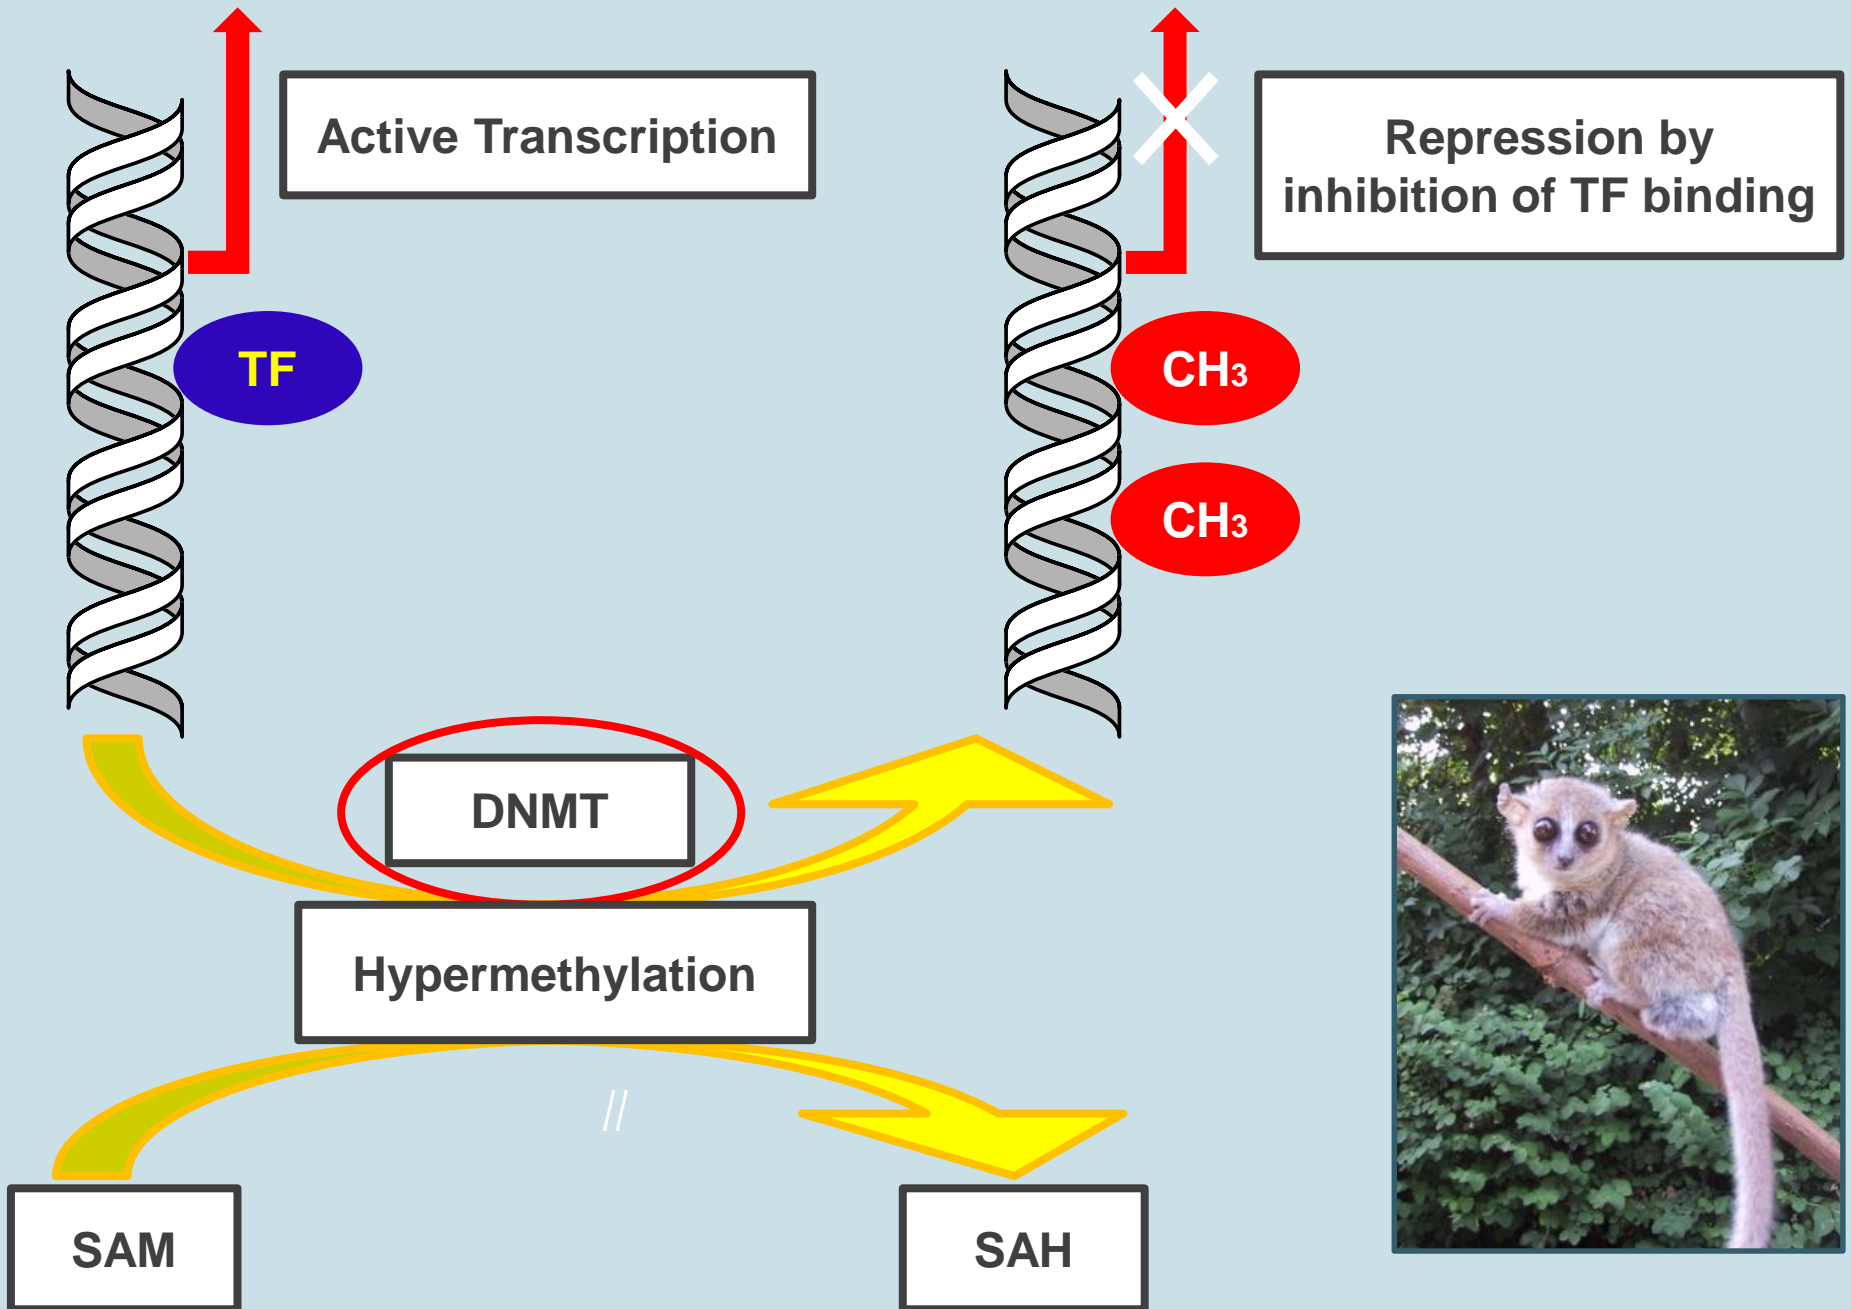 Active Transcription
Repression by
inhibition of TF binding
TF
CH₃
CH₃
DNMT
Hypermethylation
//
SAM
SAH